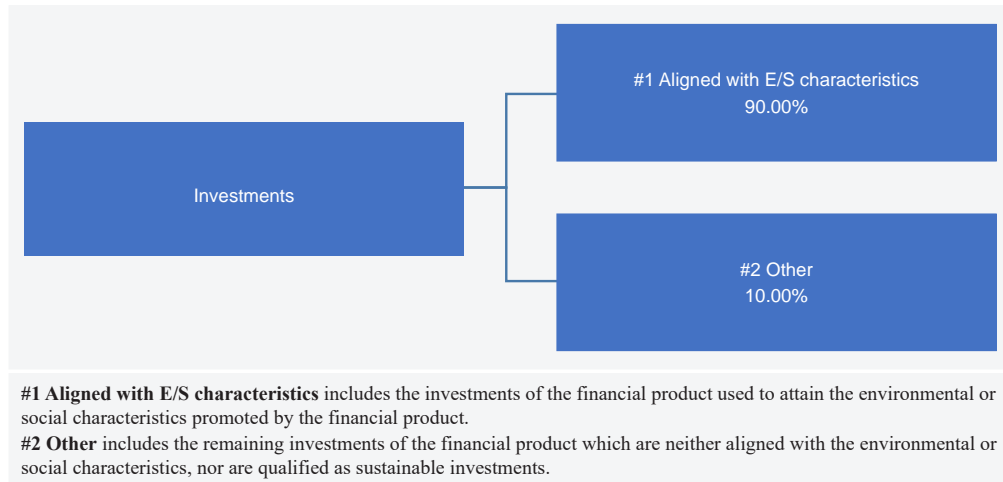 Investments
#1 Aligned with E/S characteristics
90.00%
#2 Other
10.00%
#1 Aligned with E/S characteristics includes the investments of the financial product used to attain the environmental or
social characteristics promoted by the financial product.
#2 Other includes the remaining investments of the financial product which are neither aligned with the environmental or
social characteristics, nor are qualified as sustainable investments.